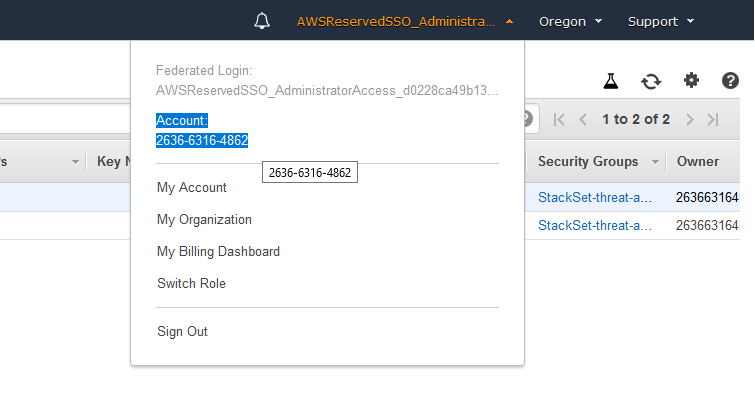 AWSReservedSSO_Administra...
Oregon
Support
Federated Login:
AWSReservedSSO_AdministratorAccess_d0228ca49b13...
Account:
2636-6316-4862
2636-6316-4862
1 to 2 of 2
Key N
Security Groups
Owner
My Account
StackSet-threat-a...
263663164
My Organization
StackSet-threat-a...
263663164
My Billing Dashboard
Switch Role
Sign Out